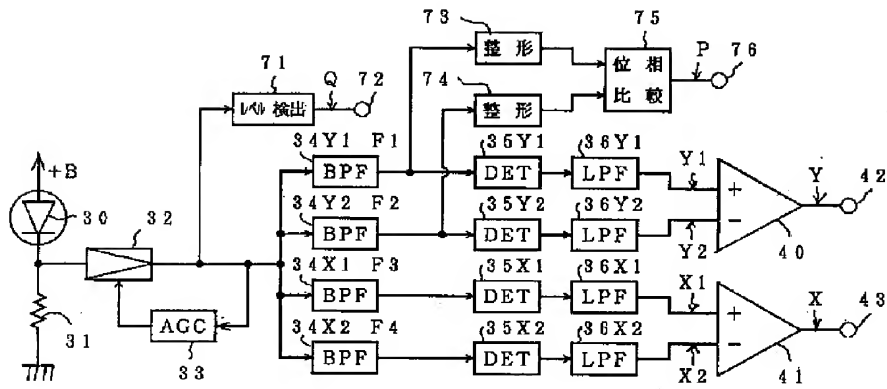 73
整形
75
71
Q
72
74
位相
比較
P
76
レベル検出
整形
34Y1 F1
35Y1
36Y1
+B
BPF
DET
LPF
Y1
Y
42
30
32
34Y2 F2
35Y2
36Y2
+
BPF
DET
LPF
−
Y2
40
34X1 F3
35X1
36X1
X1
43
BPF
DET
LPF
X
31
AGC
34X2 F4
35X2
36X2
+
33
BPF
DET
LPF
−
X2
41